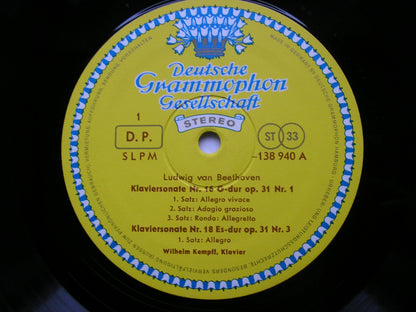 Deutsche
Grammophon
Gesellschaft
STEREO
1
D. P.
SLPM
ST 33
138 940 A
Ludwig van Beethoven
Klaviersonate Nr. 16 G-dur op. 31 Nr. 1
1. Satz: Allegro vivace
2. Satz: Adagio grazioso
3. Satz: Rondo: Allegretto
Klaviersonate Nr. 18 Es-dur op. 31 Nr. 3
1. Satz: Allegro
Wilhelm Kempff, Klavier